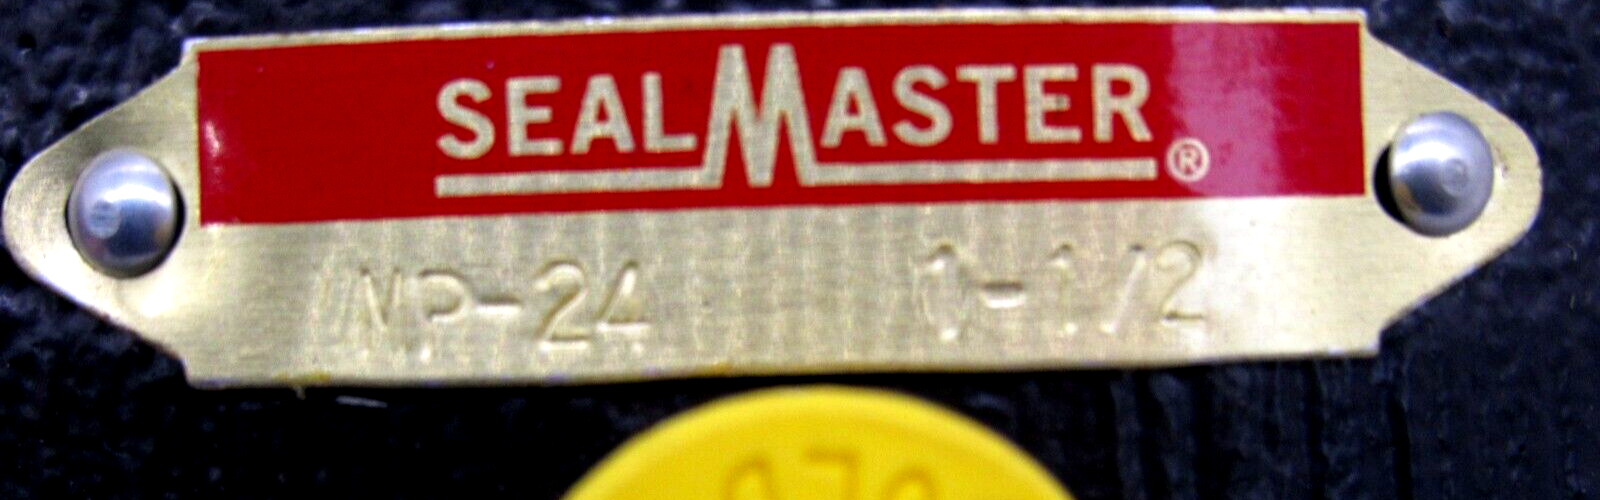 SEALMASTER®
NP-24 1-1/2